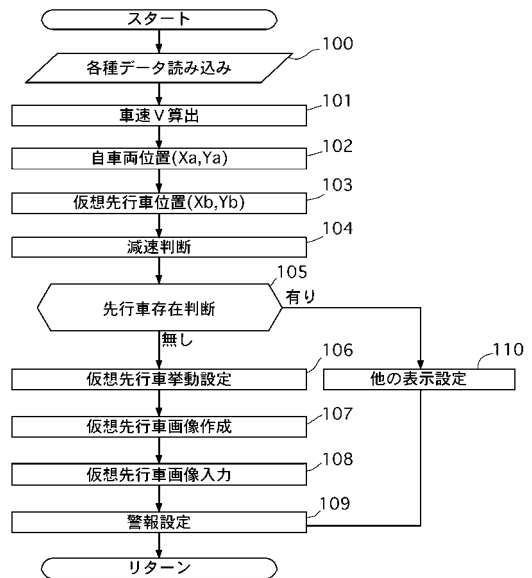 スタート
各種データ読み込み
100
車速V算出
101
自車両位置(Xa,Ya)
102
仮想先行車位置(Xb,Yb)
103
減速判断
104
先行車存在判断
105
有り
無し
仮想先行車挙動設定
106
他の表示設定
110
仮想先行車画像作成
107
仮想先行車画像入力
108
警報設定
109
リターン